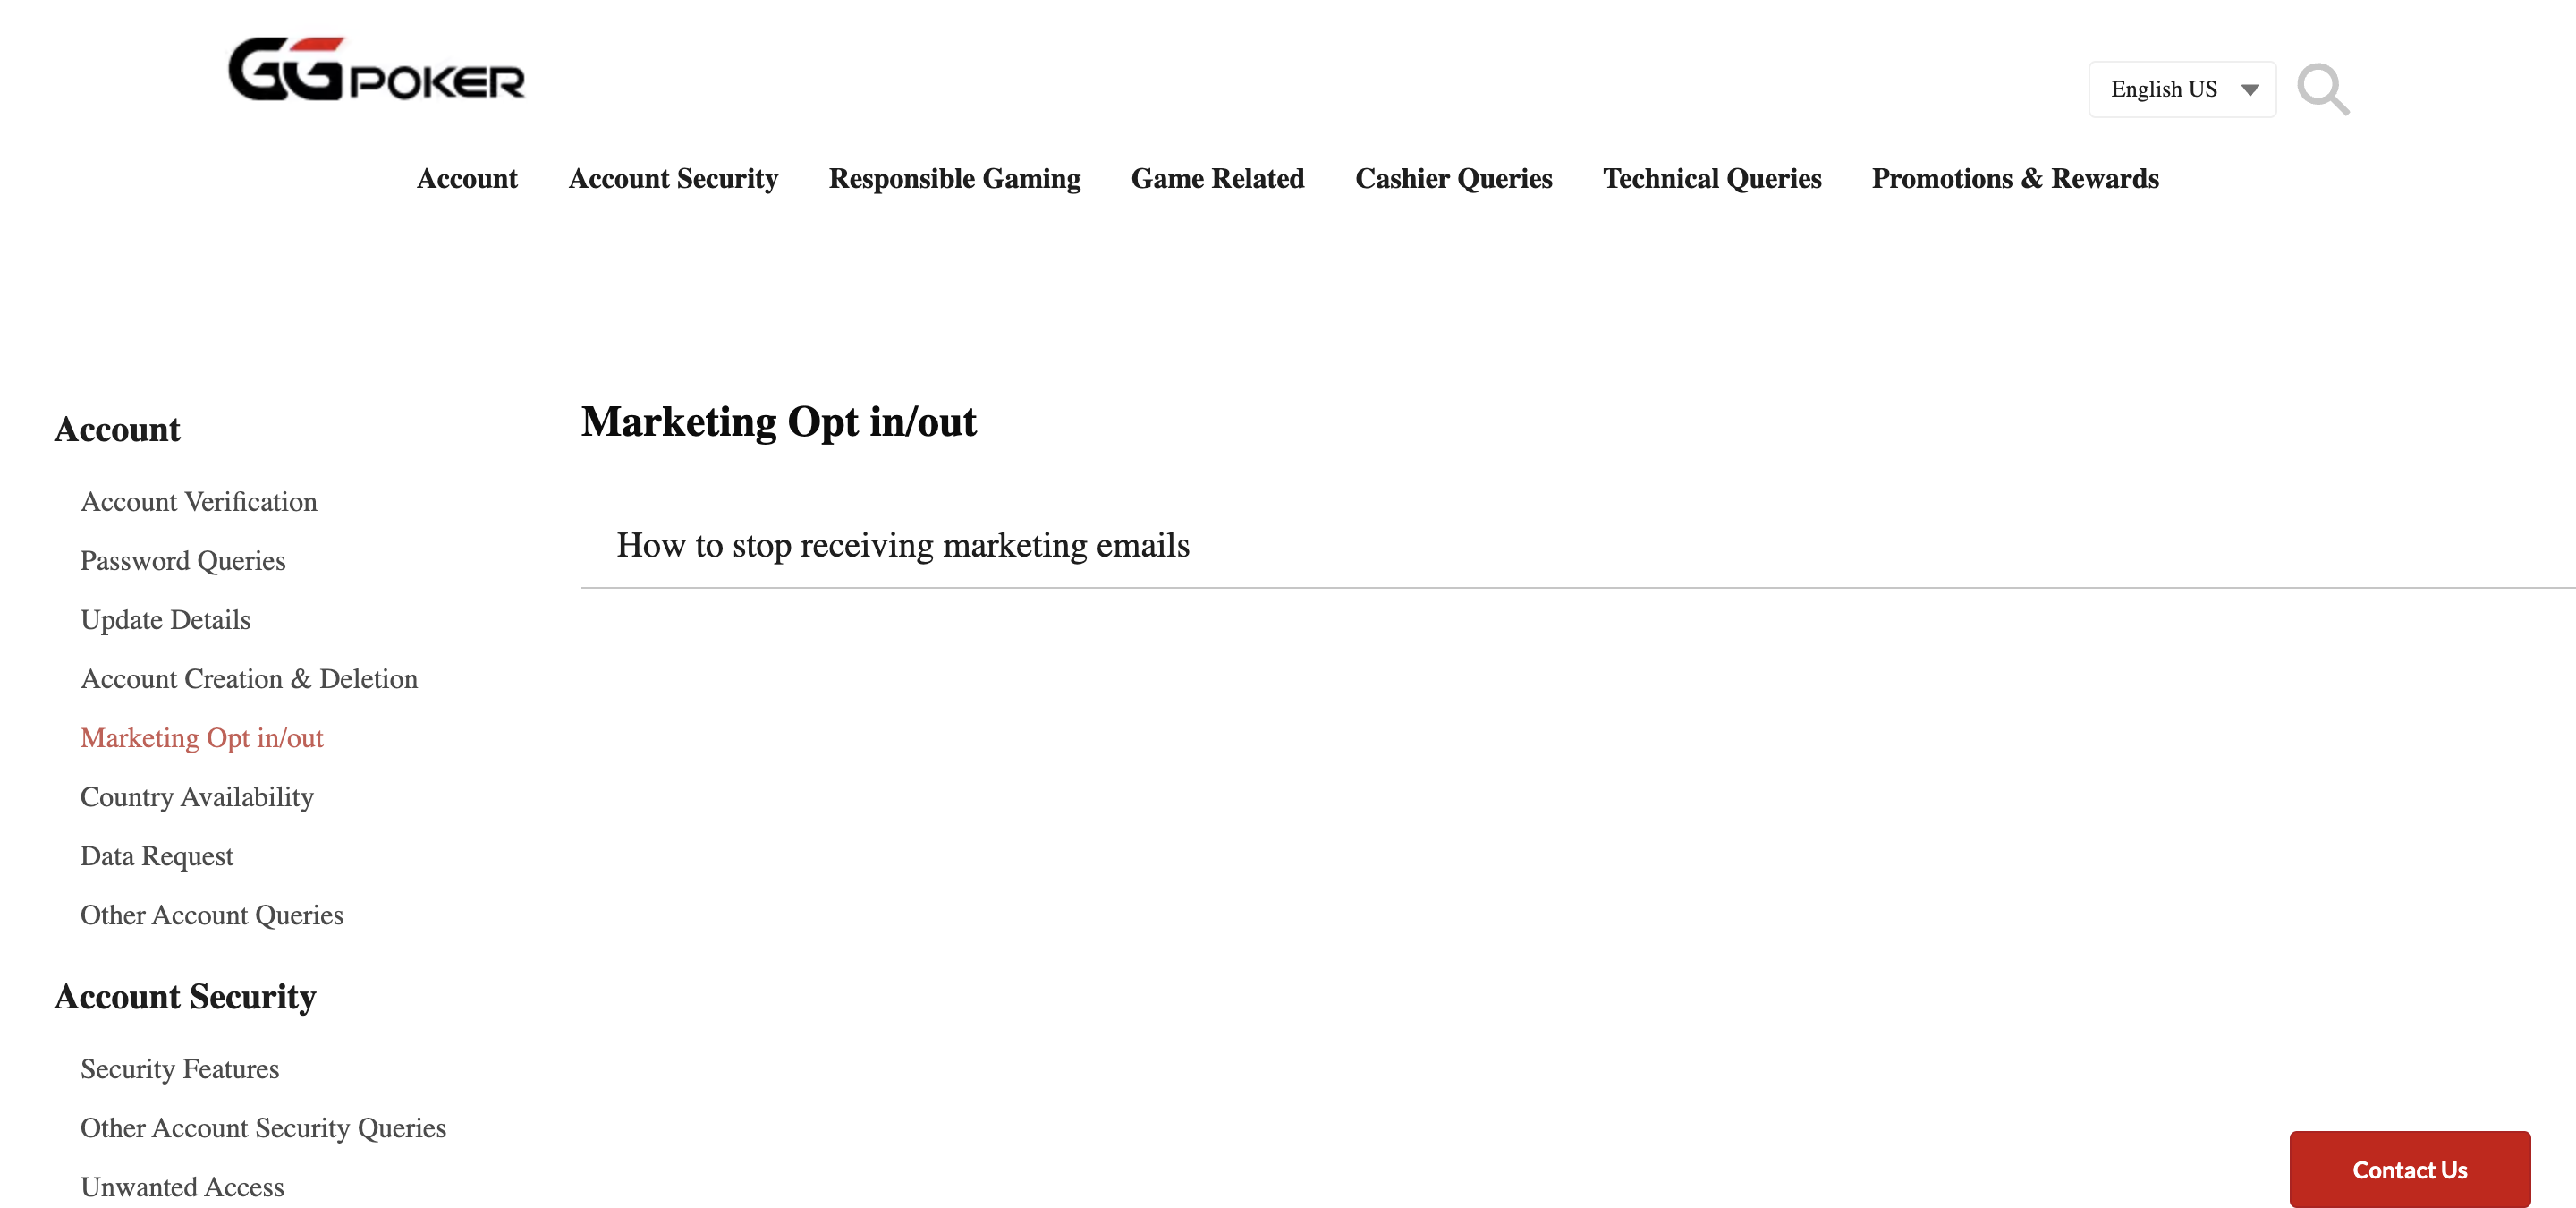 GGPOKER
English US
Account Account Security Responsible Gaming Game Related Cashier Queries Technical Queries Promotions & Rewards
Account
Account Verification
Password Queries
Update Details
Account Creation & Deletion
Marketing Opt in/out
Country Availability
Data Request
Other Account Queries
Account Security
Security Features
Other Account Security Queries
Unwanted Access
Marketing Opt in/out
How to stop receiving marketing emails
Contact Us